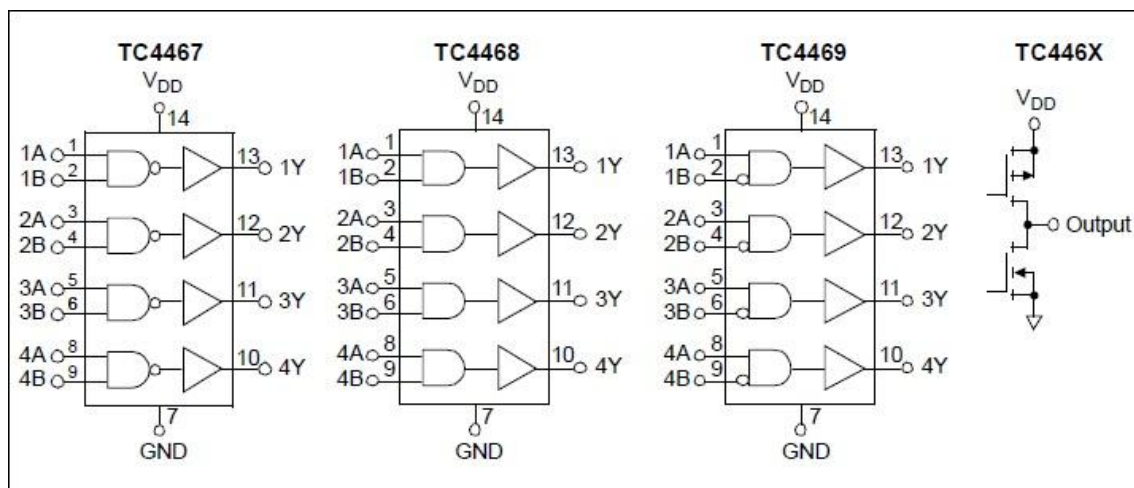 TC4467
VDD
14
1A 1
1B 2
13 1Y
2A 3
2B 4
12 2Y
3A 5
3B 6
11 3Y
4A 8
4B 9
10 4Y
7
GND
TC4468
VDD
14
1A 1
1B 2
13 1Y
2A 3
2B 4
12 2Y
3A 5
3B 6
11 3Y
4A 8
4B 9
10 4Y
7
GND
TC4469
VDD
14
1A 1
1B 2
13 1Y
2A 3
2B 4
12 2Y
3A 5
3B 6
11 3Y
4A 8
4B 9
10 4Y
7
GND
TC446X
VDD
Output